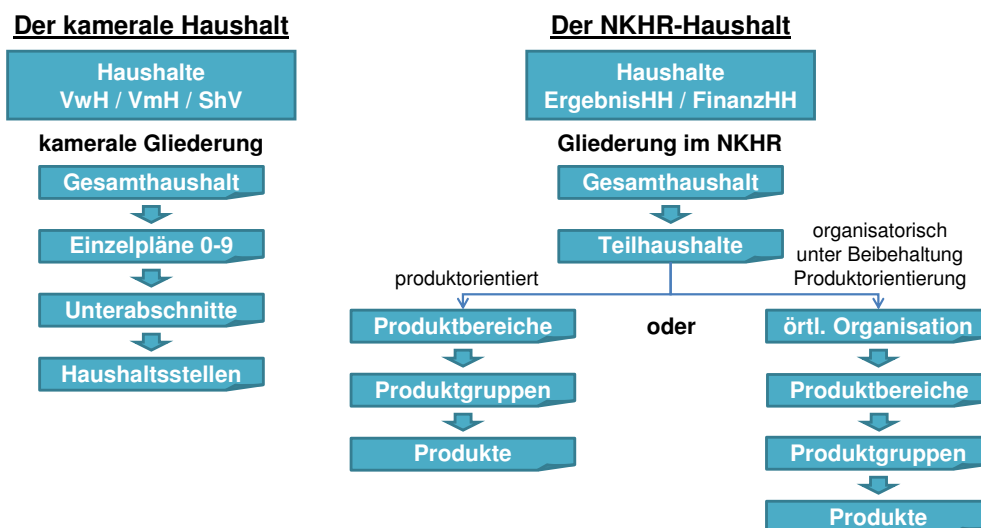 Der kamerale Haushalt
Haushalte
VwH / VmH / ShV
kamerale Gliederung
Gesamthaushalt
Einzelpläne 0-9
Unterabschnitte
Haushaltsstellen
Der NKHR-Haushalt
Haushalte
ErgebnisHH / FinanzHH
Gliederung im NKHR
Gesamthaushalt
Teilhaushalte
produktorientiert
organisatorisch
unter Beibehaltung
Produktorientierung
Produktbereiche
oder
örtl. Organisation
Produktgruppen
Produkte
Produktbereiche
Produktgruppen
Produkte